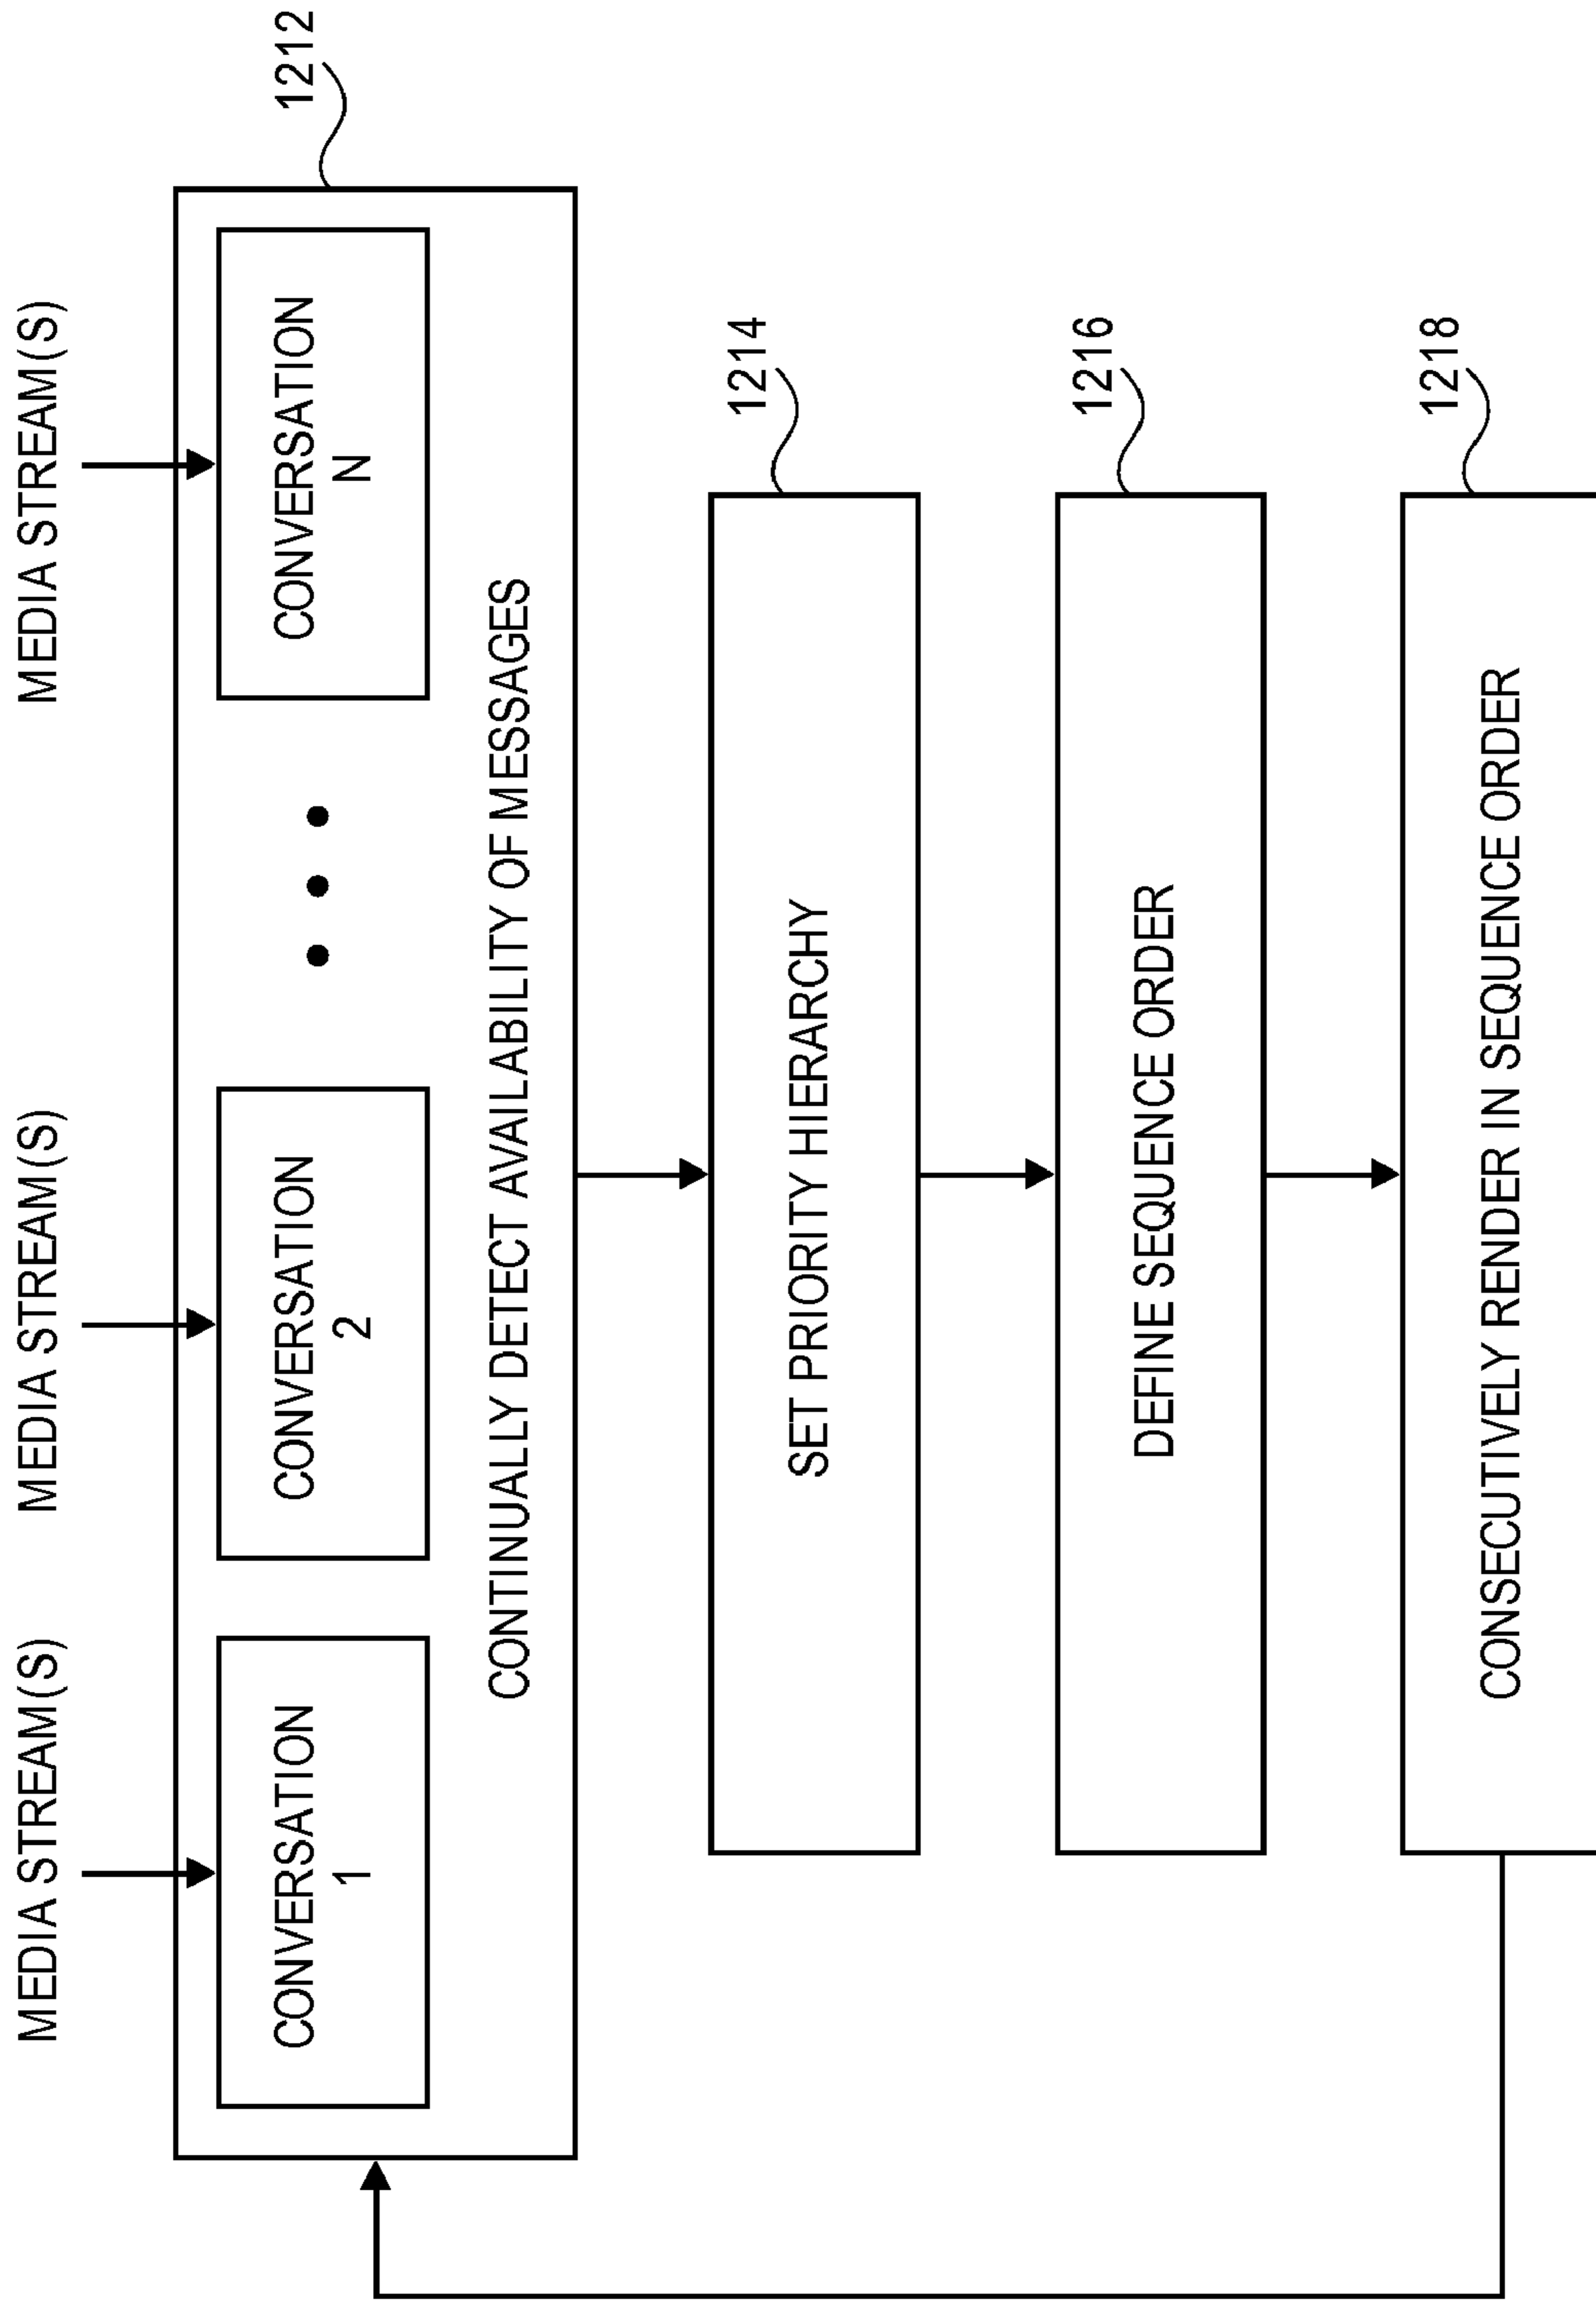 MEDIA STREAM(S)
MEDIA STREAM(S)
MEDIA STREAM(S)
1212
CONVERSATION
1
CONVERSATION
2
CONVERSATION
N
CONTINUALLY DETECT AVAILABILITY OF MESSAGES
1214
SET PRIORITY HIERARCHY
1216
DEFINE SEQUENCE ORDER
1218
CONSECUTIVELY RENDER IN SEQUENCE ORDER